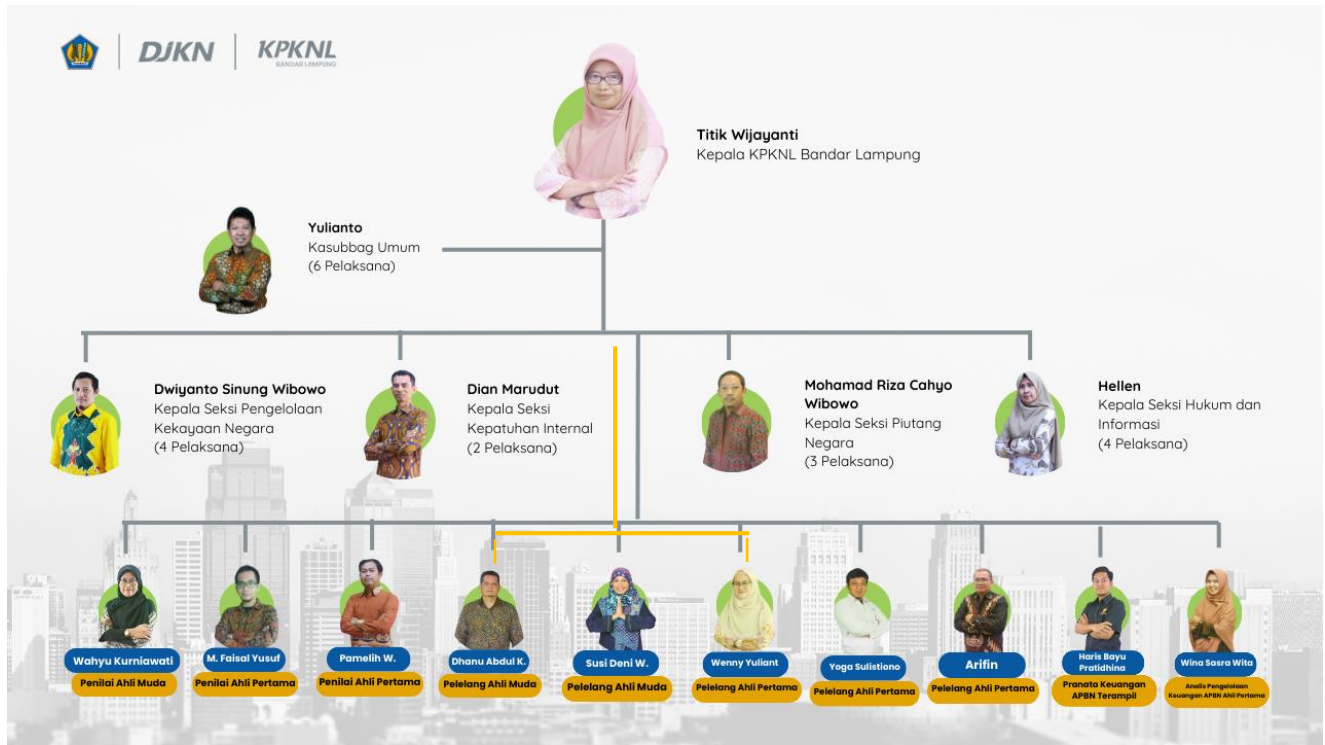 DJKN
KPKNL
BANDAR LAMPUNG
Titik Wijayanti
Kepala KPKNL Bandar Lampung
Yulianto
Kasubbag Umum
(6 Pelaksana)
Dwiyanto Sinung Wibowo
Kepala Seksi Pengelolaan
Kekayaan Negara
(4 Pelaksana)
Dian Marudut
Kepala Seksi
Kepatuhan Internal
(2 Pelaksana)
Mohamad Riza Cahyo
Wibowo
Kepala Seksi Piutang
Negara
(3 Pelaksana)
Hellen
Kepala Seksi Hukum dan
Informasi
(4 Pelaksana)
Wahyu Kurniawati
Penilai Ahli Muda
M. Faisal Yusuf
Penilai Ahli Pertama
Pamelih W.
Penilai Ahli Pertama
Dhanu Abdul K.
Pelelang Ahli Muda
Susi Deni W.
Pelelang Ahli Muda
Wenny Yuliant
Pelelang Ahli Pertama
Yoga Sulistiono
Pelelang Ahli Pertama
Arifin
Pelelang Ahli Pertama
Haris Bayu
Pratidhina
Pranata Keuangan
APBN Terampil
Wina Sasra Wita
Analis Pengelolaan
Keuangan APBN Ahli Pertama